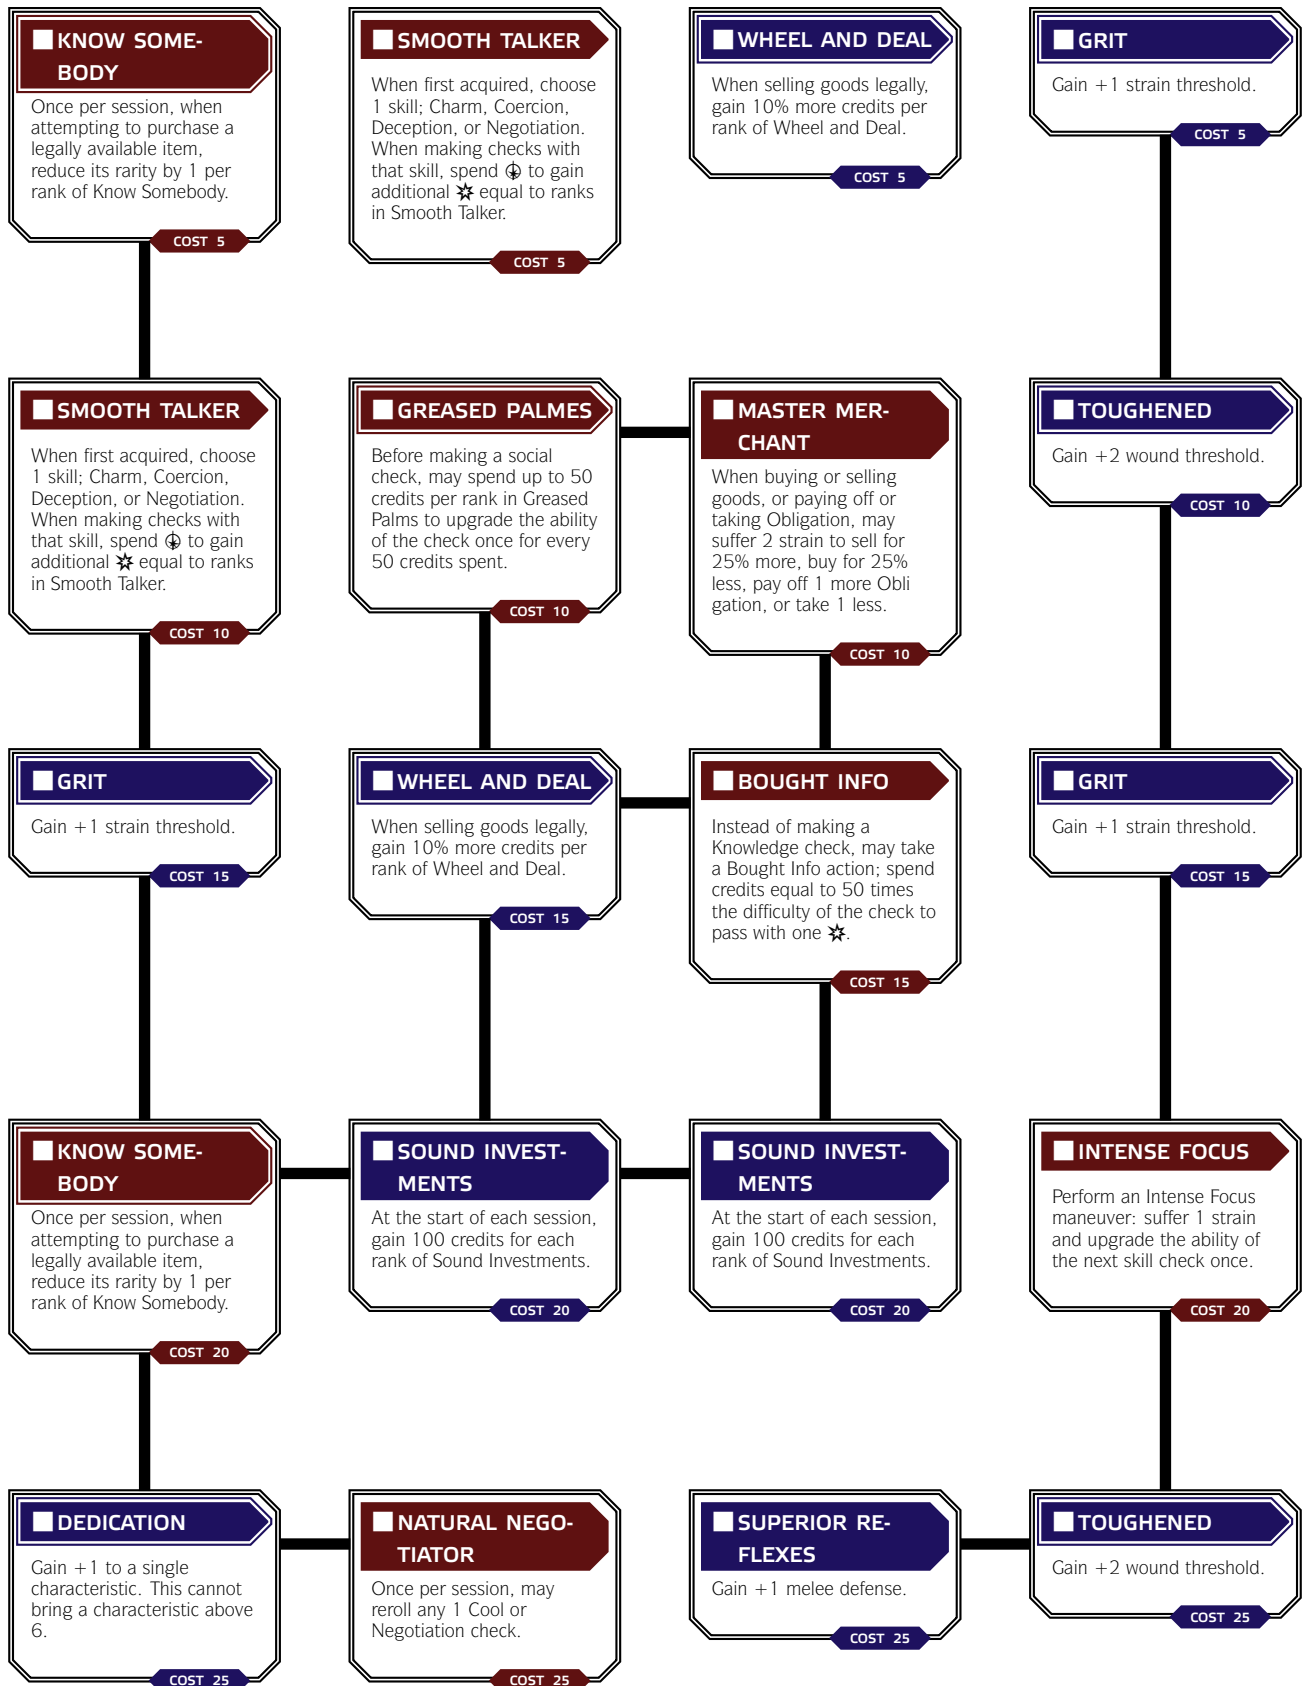 KNOW SOME-
BODY
Once per session, when
attempting to purchase a
legally available item,
reduce its rarity by 1 per
rank of Know Somebody.
COST 5
SMOOTH TALKER
When first acquired, choose
1 skill; Charm, Coercion,
Deception, or Negotiation.
When making checks with
that skill, spend to gain
additional equal to ranks
in Smooth Talker.
COST 5
WHEEL AND DEAL
When selling goods legally,
gain 10% more credits per
rank of Wheel and Deal.
COST 5
GRIT
Gain +1 strain threshold.
COST 5
SMOOTH TALKER
When first acquired, choose
1 skill; Charm, Coercion,
Deception, or Negotiation.
When making checks with
that skill, spend to gain
additional equal to ranks
in Smooth Talker.
COST 10
GREASED PALMES
Before making a social
check, may spend up to 50
credits per rank in Greased
Palms to upgrade the ability
of the check once for every
50 credits spent.
COST 10
MASTER MER-
CHANT
When buying or selling
goods, or paying off or
taking Obligation, may
suffer 2 strain to sell for
25% more, buy for 25%
less, pay off 1 more Obli
gation, or take 1 less.
COST 10
TOUGHENED
Gain +2 wound threshold.
COST 10
GRIT
Gain +1 strain threshold.
COST 15
WHEEL AND DEAL
When selling goods legally,
gain 10% more credits per
rank of Wheel and Deal.
COST 15
BOUGHT INFO
Instead of making a
Knowledge check, may take
a Bought Info action; spend
credits equal to 50 times
the difficulty of the check to
pass with one .
COST 15
GRIT
Gain +1 strain threshold.
COST 15
KNOW SOME-
BODY
Once per session, when
attempting to purchase a
legally available item,
reduce its rarity by 1 per
rank of Know Somebody.
COST 20
SOUND INVEST-
MENTS
At the start of each session,
gain 100 credits for each
rank of Sound Investments.
COST 20
SOUND INVEST-
MENTS
At the start of each session,
gain 100 credits for each
rank of Sound Investments.
COST 20
INTENSE FOCUS
Perform an Intense Focus
maneuver: suffer 1 strain
and upgrade the ability of
the next skill check once.
COST 20
DEDICATION
Gain +1 to a single
characteristic. This cannot
bring a characteristic above
6.
COST 25
NATURAL NEGO-
TIATOR
Once per session, may
reroll any 1 Cool or
Negotiation check.
COST 25
SUPERIOR RE-
FLEXES
Gain +1 melee defense.
COST 25
TOUGHENED
Gain +2 wound threshold.
COST 25